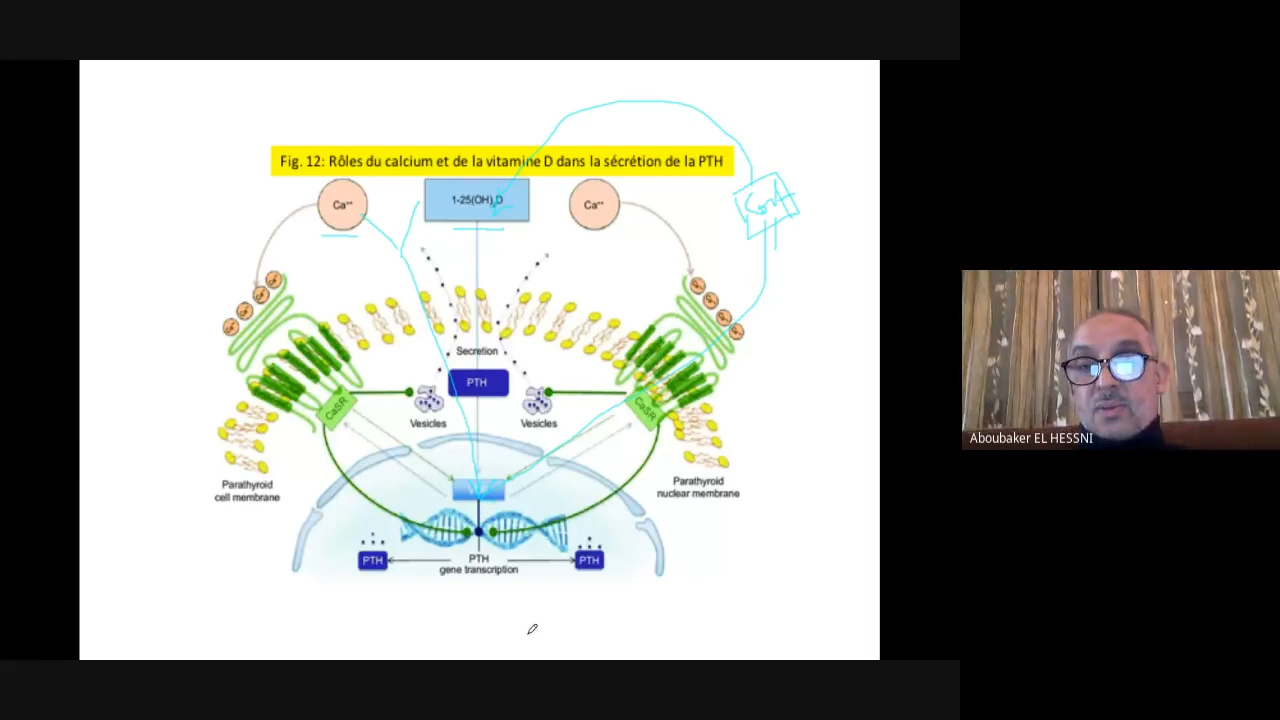 Fig. 12: Rôles du calcium et de la vitamine D dans la sécrétion de la PTH
Ca⁺⁺
1-25(OH)₂D
Ca⁺⁺
Secretion
PTH
CaSR
CaSR
Vesicles
Vesicles
Parathyroid
cell membrane
Parathyroid
nuclear membrane
PTH
PTH
gene transcription
PTH
Aboubaker EL HESSNI